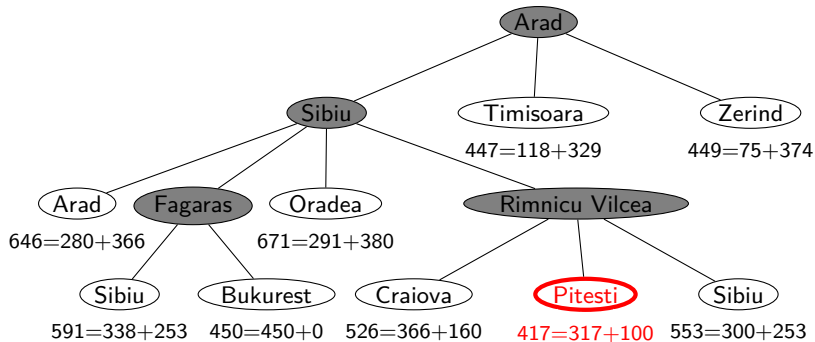 Arad
Sibiu Timisoara Zerind
447=118+329 449=75+374
Arad Fagaras Oradea Rimnicu Vilcea
646=280+366 671=291+380
Sibiu Bukurest Craiova Pitesti Sibiu
591=338+253 450=450+0 526=366+160 417=317+100 553=300+253